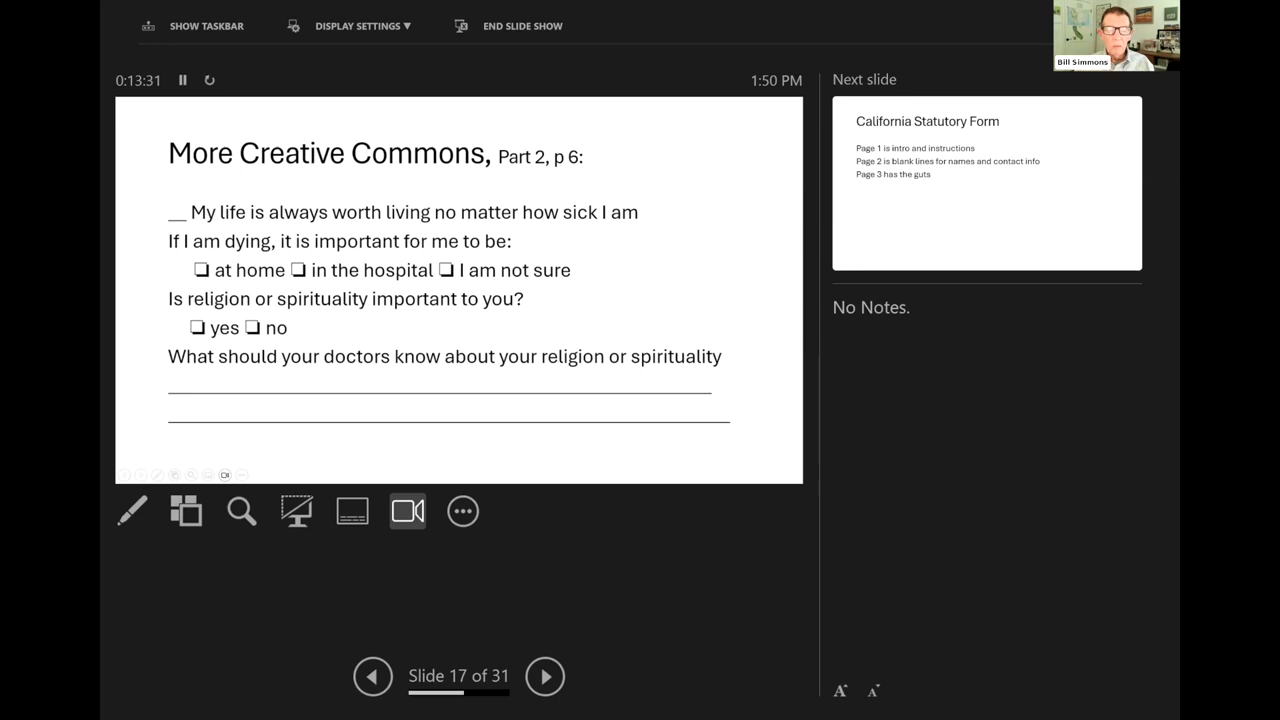 SHOW TASKBAR
DISPLAY SETTINGS ▼
END SLIDE SHOW
Bill Simmons
0:13:31
1:50 PM
More Creative Commons, Part 2, p 6:
__ My life is always worth living no matter how sick I am
If I am dying, it is important for me to be:
❏ at home ❏ in the hospital ❏ I am not sure
Is religion or spirituality important to you?
❏ yes ❏ no
What should your doctors know about your religion or spirituality
Next slide
California Statutory Form
Page 1 is intro and instructions
Page 2 is blank lines for names and contact info
Page 3 has the guts
No Notes.
Slide 17 of 31
A A